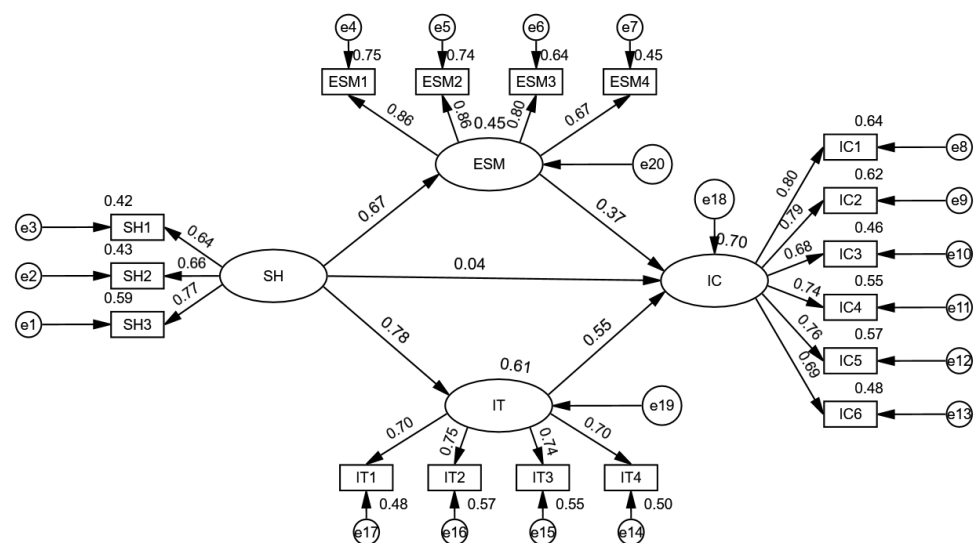 e4
e5
e6
e7
0.75
0.74
0.64
0.45
ESM1
ESM2
ESM3
ESM4
0.86
0.86
0.80
0.67
0.45
ESM
e20
0.64
IC1
e8
0.80
0.62
IC2
e9
0.79
0.46
IC3
e10
0.68
0.55
IC4
e11
0.74
0.57
IC5
e12
0.76
0.48
IC6
e13
0.69
e18
0.70
IC
0.67
0.37
0.04
0.42
e3
SH1
0.64
0.43
e2
SH2
0.66
0.59
e1
SH3
0.77
SH
0.78
0.55
0.61
IT
e19
0.70
0.75
0.74
0.70
IT1
IT2
IT3
IT4
0.48
0.57
0.55
0.50
e17
e16
e15
e14